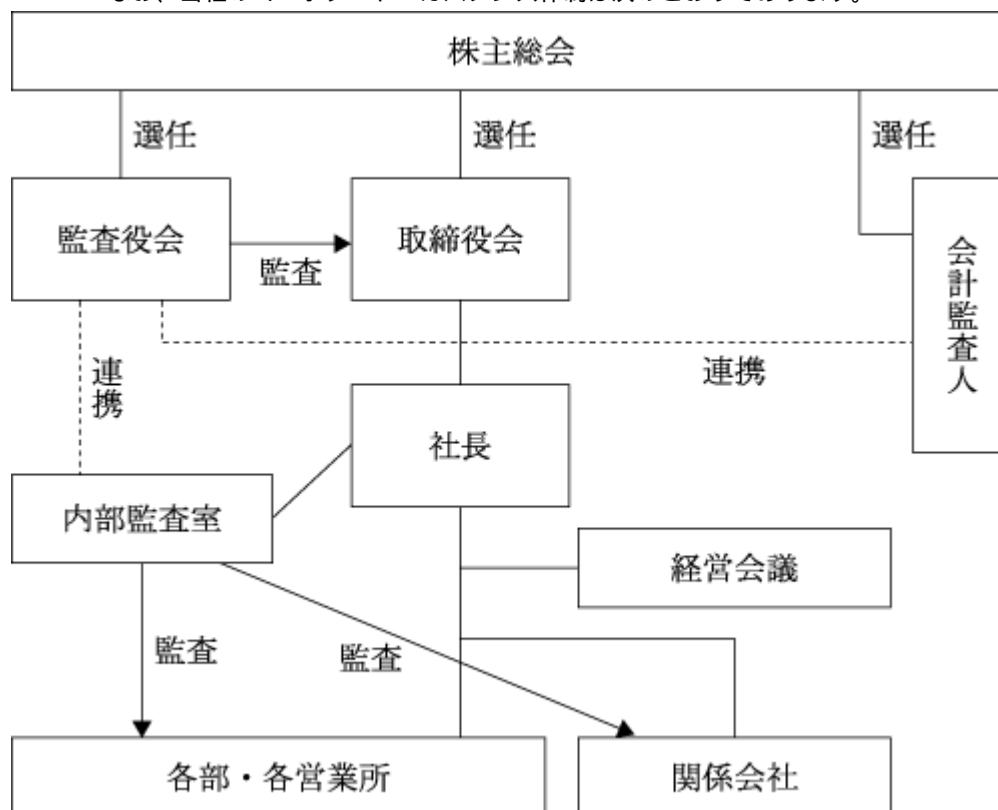 株主総会
選任
選任
選任
監査役会
監査
取締役会
会計監査人
連携
連携
社長
内部監査室
経営会議
監査
監査
各部・各営業所
関係会社